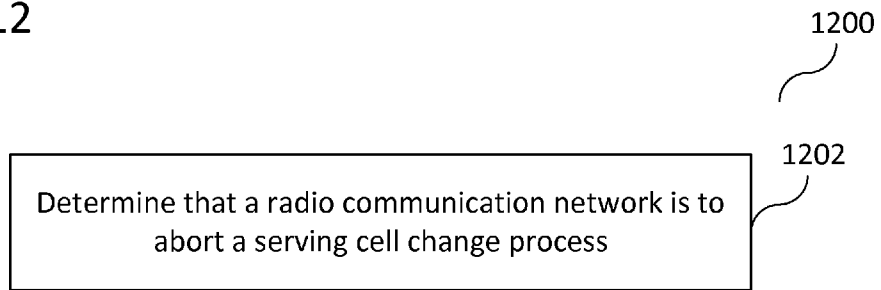 12
1200
1202
Determine that a radio communication network is to
abort a serving cell change process